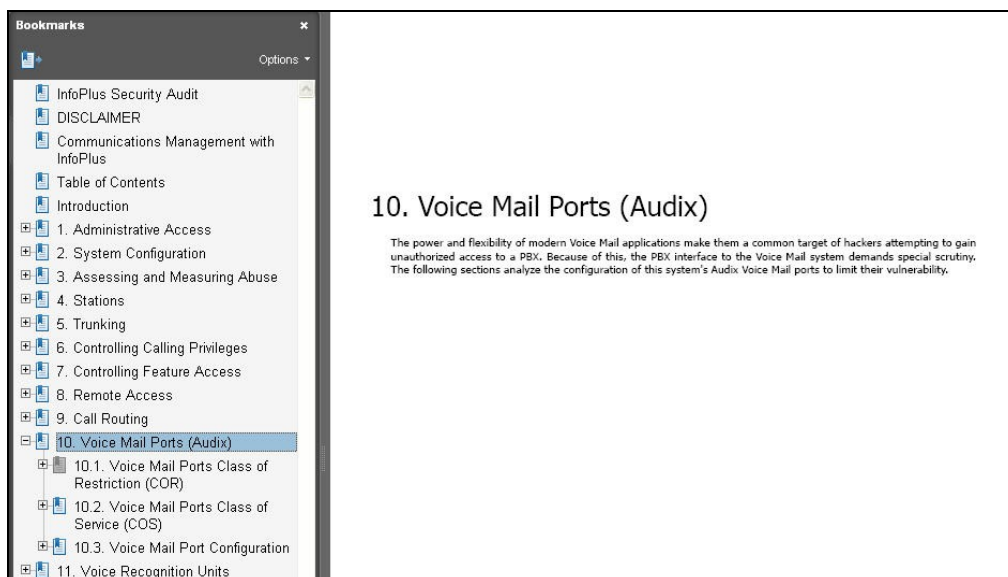 Bookmarks
Options
InfoPlus Security Audit
DISCLAIMER
Communications Management with
InfoPlus
Table of Contents
Introduction
1. Administrative Access
2. System Configuration
3. Assessing and Measuring Abuse
4. Stations
5. Trunking
6. Controlling Calling Privileges
7. Controlling Feature Access
8. Remote Access
9. Call Routing
10. Voice Mail Ports (Audix)
10.1. Voice Mail Ports Class of
Restriction (COR)
10.2. Voice Mail Ports Class of
Service (COS)
10.3. Voice Mail Port Configuration
11. Voice Recognition Units
10. Voice Mail Ports (Audix)
The power and flexibility of modern Voice Mail applications make them a common target of hackers attempting to gain
unauthorized access to a PBX. Because of this, the PBX interface to the Voice Mail system demands special scrutiny.
The following sections analyze the configuration of this system's Audix Voice Mail ports to limit their vulnerability.